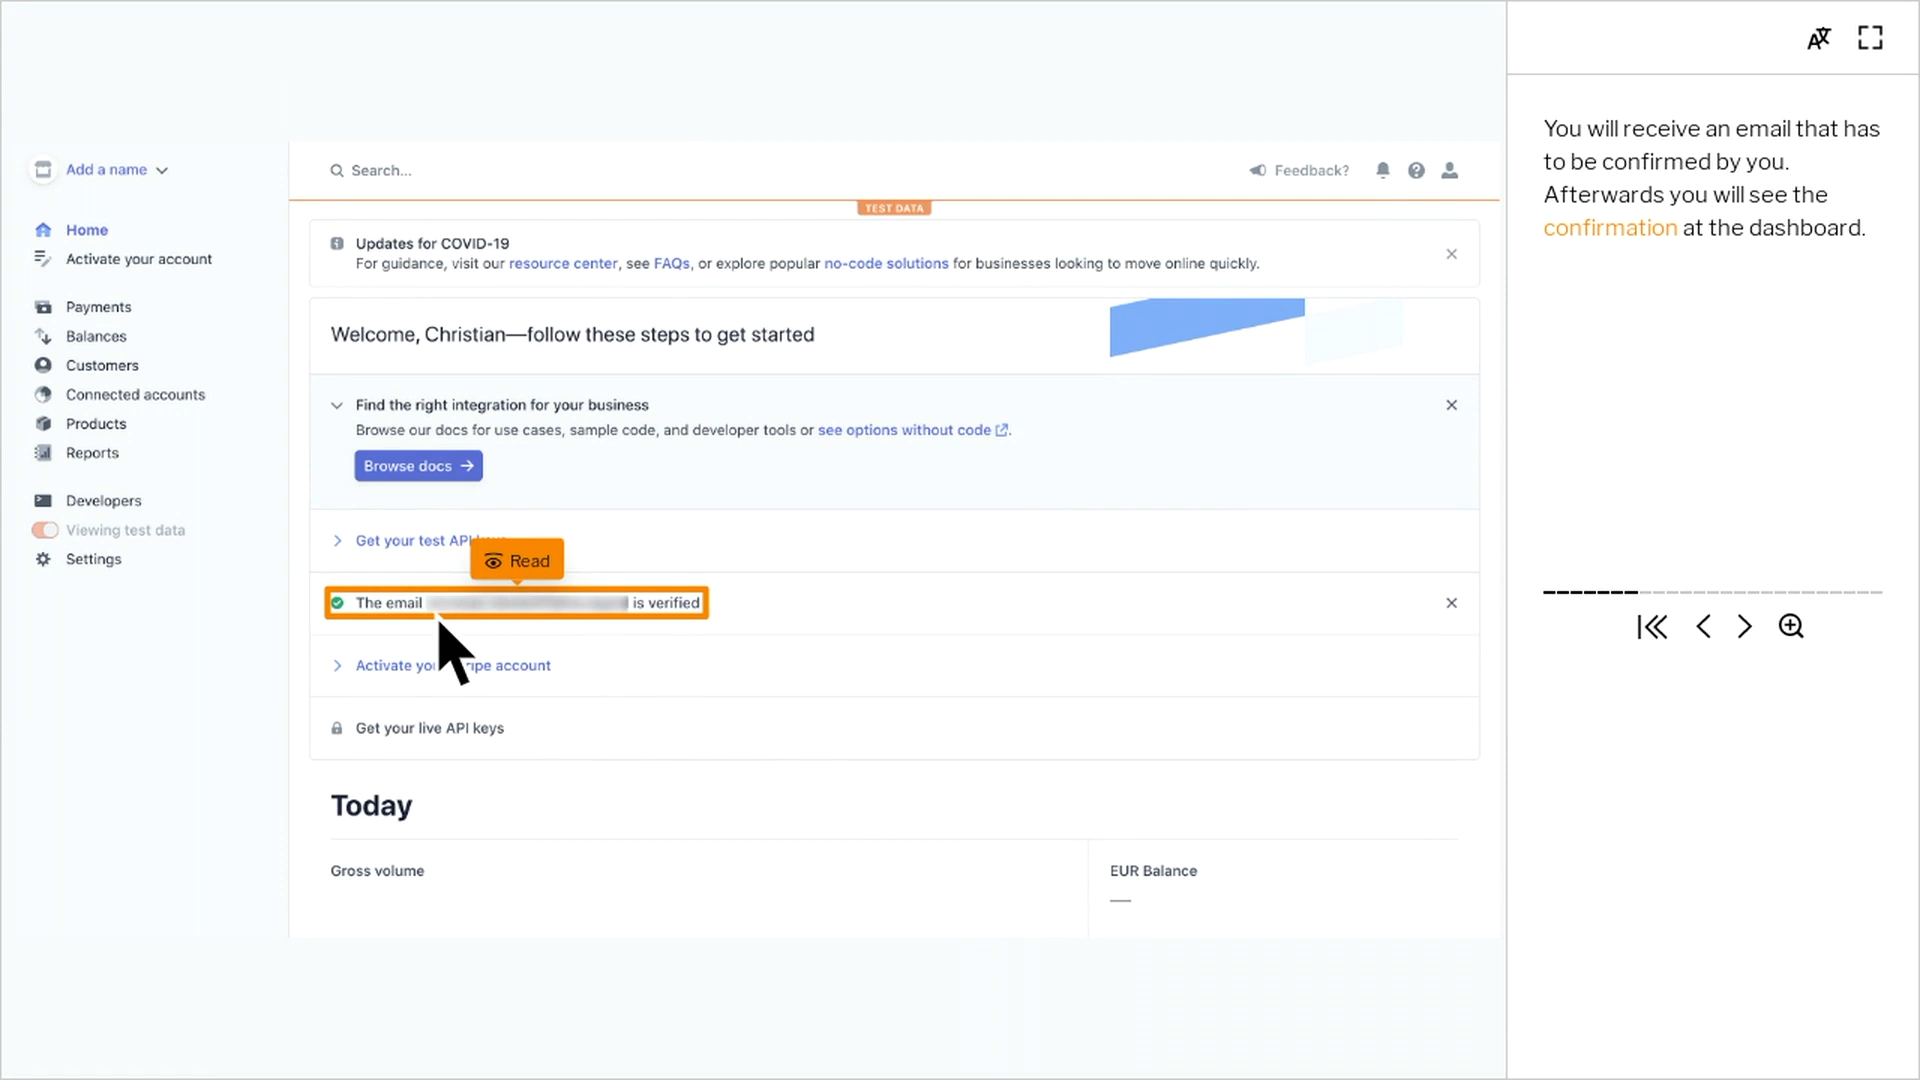 Add a name
Search...
Feedback?
TEST DATA
Home
Activate your account
Payments
Balances
Customers
Connected accounts
Products
Reports
Developers
Viewing test data
Settings
Updates for COVID-19
For guidance, visit our resource center, see FAQs, or explore popular no-code solutions for businesses looking to move online quickly.
Welcome, Christian—follow these steps to get started
Find the right integration for your business
Browse our docs for use cases, sample code, and developer tools or see options without code.
Browse docs
Get your test API
Read
The email is verified
Activate account
Get your live API keys
Today
Gross volume
EUR Balance
—
You will receive an email that has
to be confirmed by you.
Afterwards you will see the
confirmation at the dashboard.